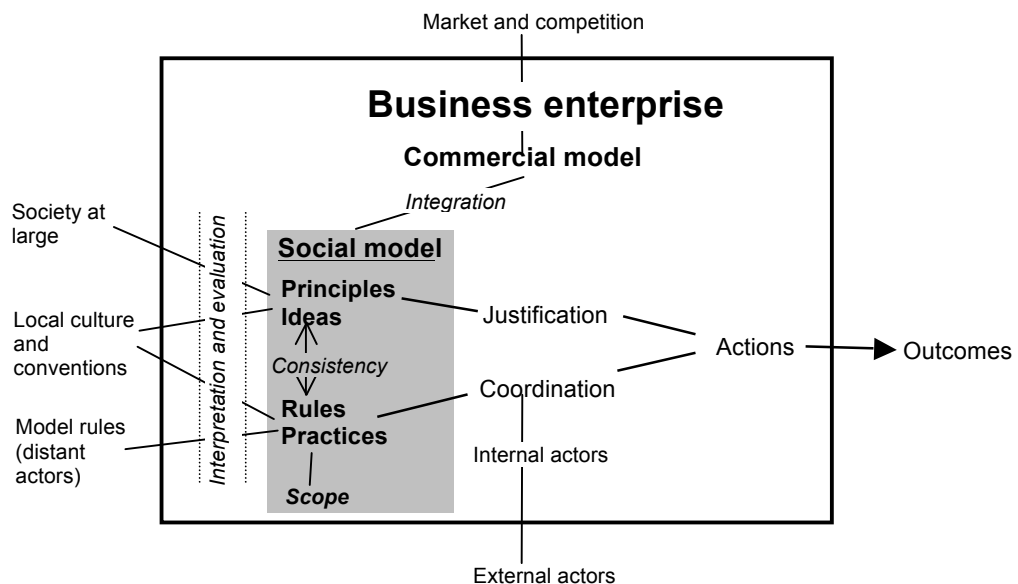 Market and competition
Business enterprise
Commercial model
Integration
Society at
large
Local culture
and
conventions
Model rules
(distant
actors)
Interpretation and evaluation
Social model
Principles
Ideas
Consistency
Rules
Practices
Scope
Justification
Coordination
Internal actors
External actors
Actions
Outcomes